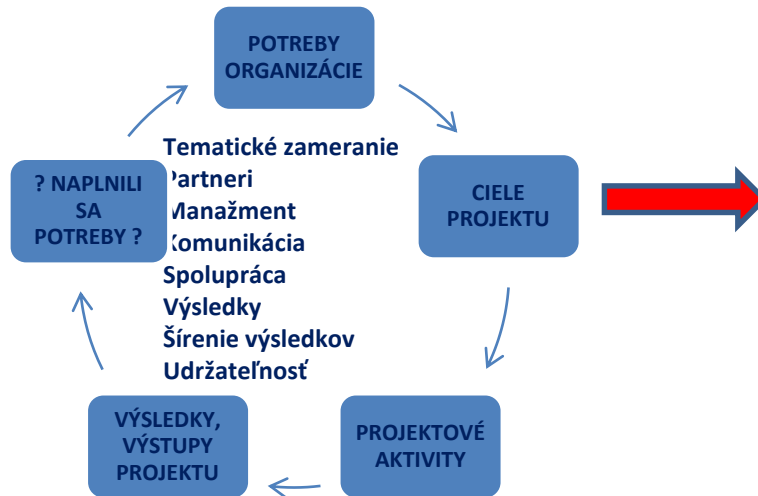 POTREBY
ORGANIZÁCIE
Tematické zameranie
Partneri
Manažment
Komunikácia
Spolupráca
Výsledky
Šírenie výsledkov
Udržateľnosť
? NAPLNILI
SA
POTREBY ?
CIELE
PROJEKTU
VÝSLEDKY,
VÝSTUPY
PROJEKTU
PROJEKTOVÉ
AKTIVITY